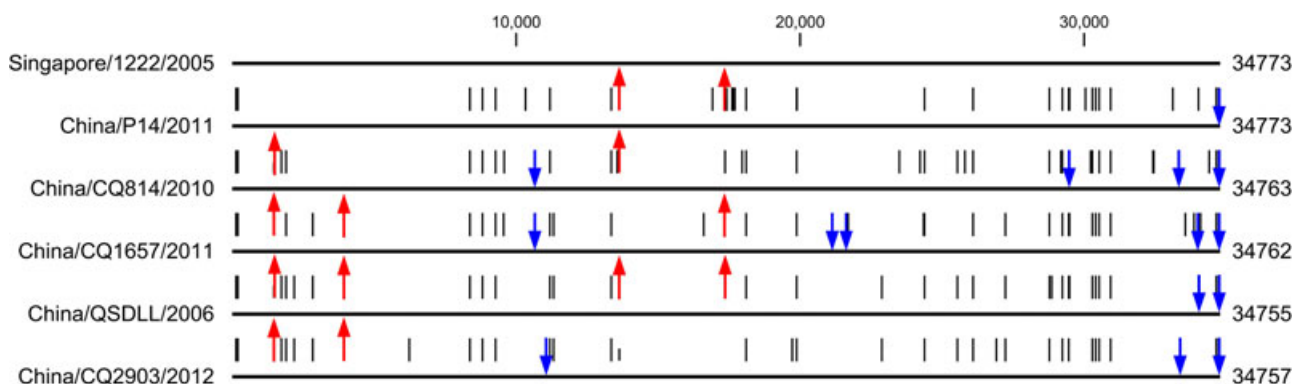 10,000 20,000 30,000
Singapore/1222/2005 34773
China/P14/2011 34773
China/CQ814/2010 34763
China/CQ1657/2011 34762
China/QSDLL/2006 34755
China/CQ2903/2012 34757